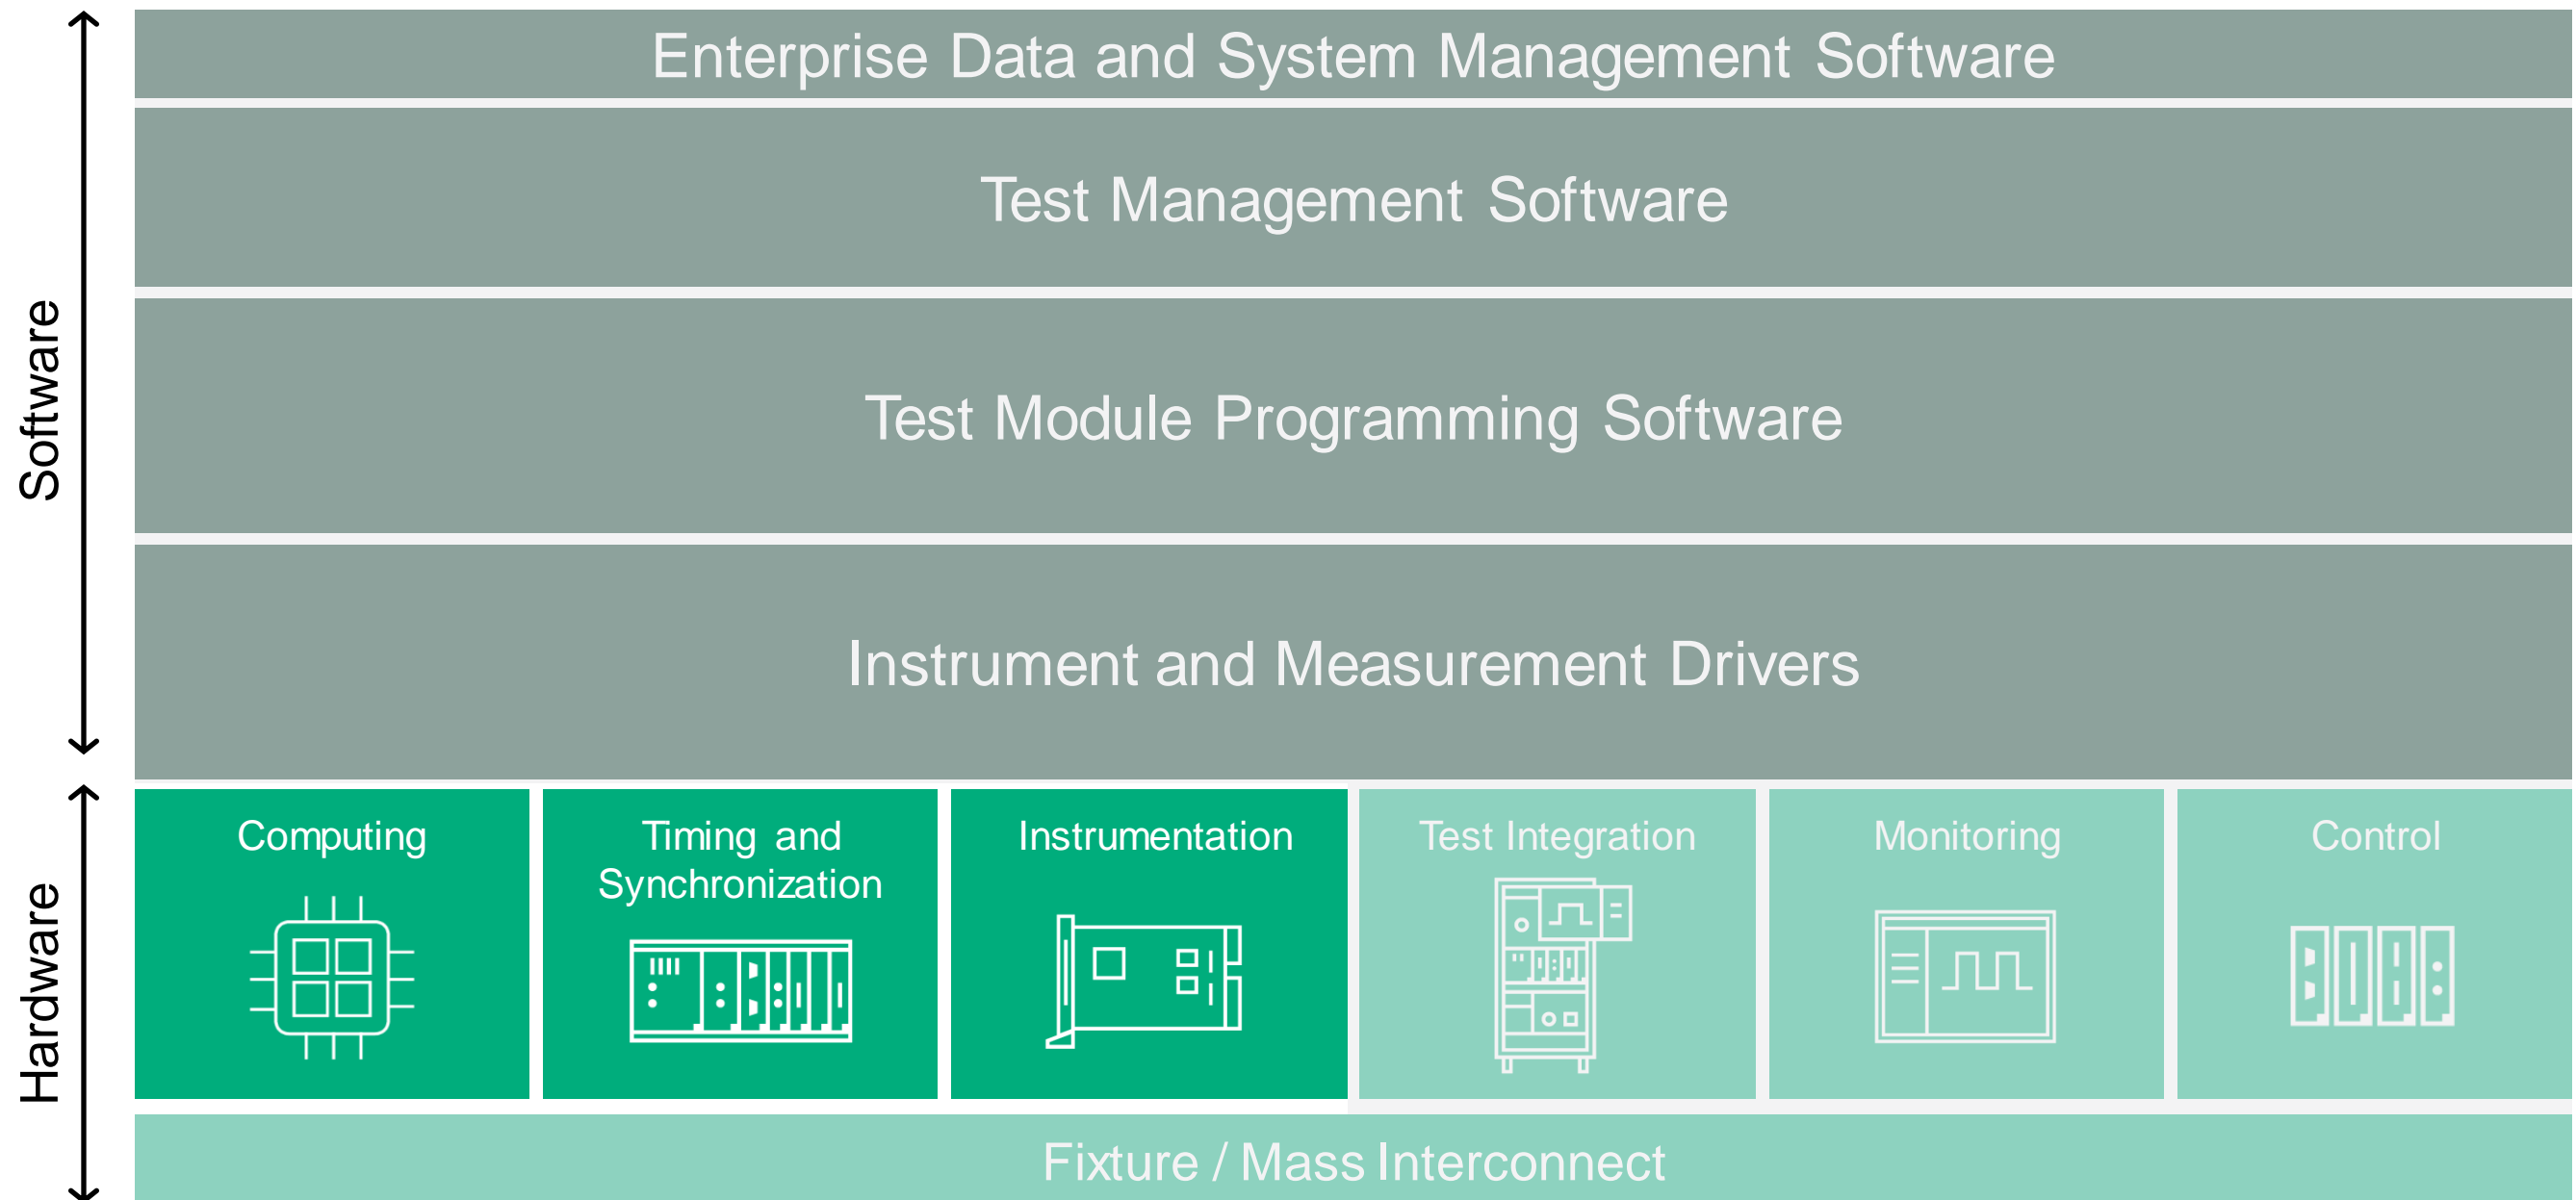 Software
Enterprise Data and System Management Software
Test Management Software
Test Module Programming Software
Instrument and Measurement Drivers
Hardware
Computing
Timing and
Synchronization
Instrumentation
Test Integration
Monitoring
Control
Fixture / Mass Interconnect